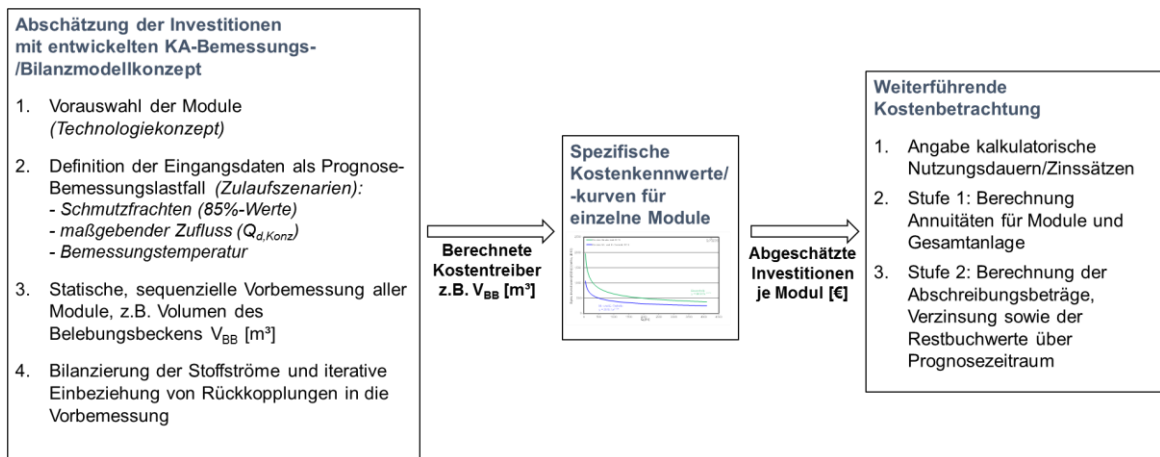 Abschätzung der Investitionen
mit entwickelten KA-Bemessungs-
/Bilanzmodellkonzept
1. Vorauswahl der Module
(Technologiekonzept)
2. Definition der Eingangsdaten als Prognose-
Bemessungslastfall (Zulaufszenarien):
- Schmutzfrachten (85%-Werte)
- maßgebender Zufluss (Q_d,Konz)
- Bemessungstemperatur
3. Statische, sequenzielle Vorbemessung aller
Module, z.B. Volumen des
Belebungsbeckens V_BB [m³]
4. Bilanzierung der Stoffströme und iterative
Einbeziehung von Rückkopplungen in die
Vorbemessung
Berechnete
Kostentreiber
z.B. V_BB [m³]
Spezifische
Kostenkennwerte/
-kurven für
einzelne Module
Abgeschätzte
Investitionen
je Modul [€]
Weiterführende
Kostenbetrachtung
1. Angabe kalkulatorische
Nutzungsdauern/Zinssätzen
2. Stufe 1: Berechnung
Annuitäten für Module und
Gesamtanlage
3. Stufe 2: Berechnung der
Abschreibungsbeträge,
Verzinsung sowie der
Restbuchwerte über
Prognosezeitraum